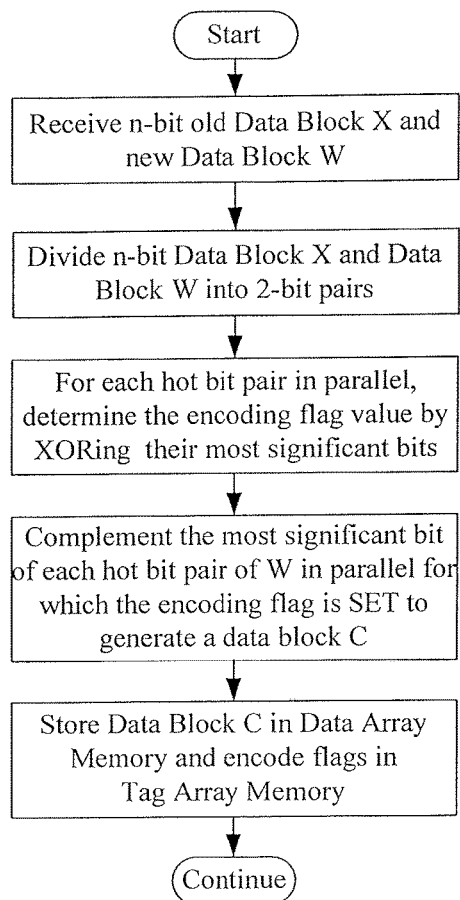 Start
Receive n-bit old Data Block X and
new Data Block W
Divide n-bit Data Block X and Data
Block W into 2-bit pairs
For each hot bit pair in parallel,
determine the encoding flag value by
XORing their most significant bits
Complement the most significant bit
of each hot bit pair of W in parallel for
which the encoding flag is SET to
generate a data block C
Store Data Block C in Data Array
Memory and encode flags in
Tag Array Memory
Continue